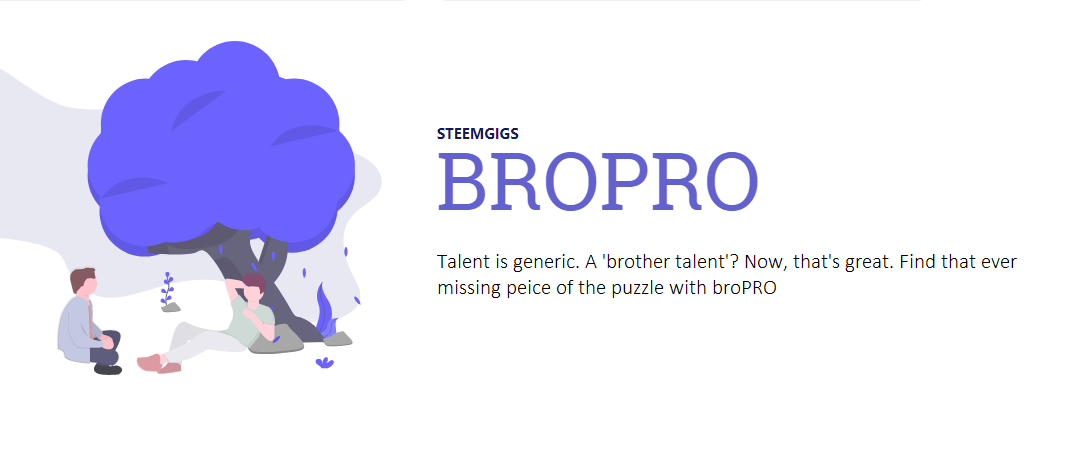 STEEMGIGS
BROPRO
Talent is generic. A 'brother talent'? Now, that's great. Find that ever
missing peice of the puzzle with broPRO